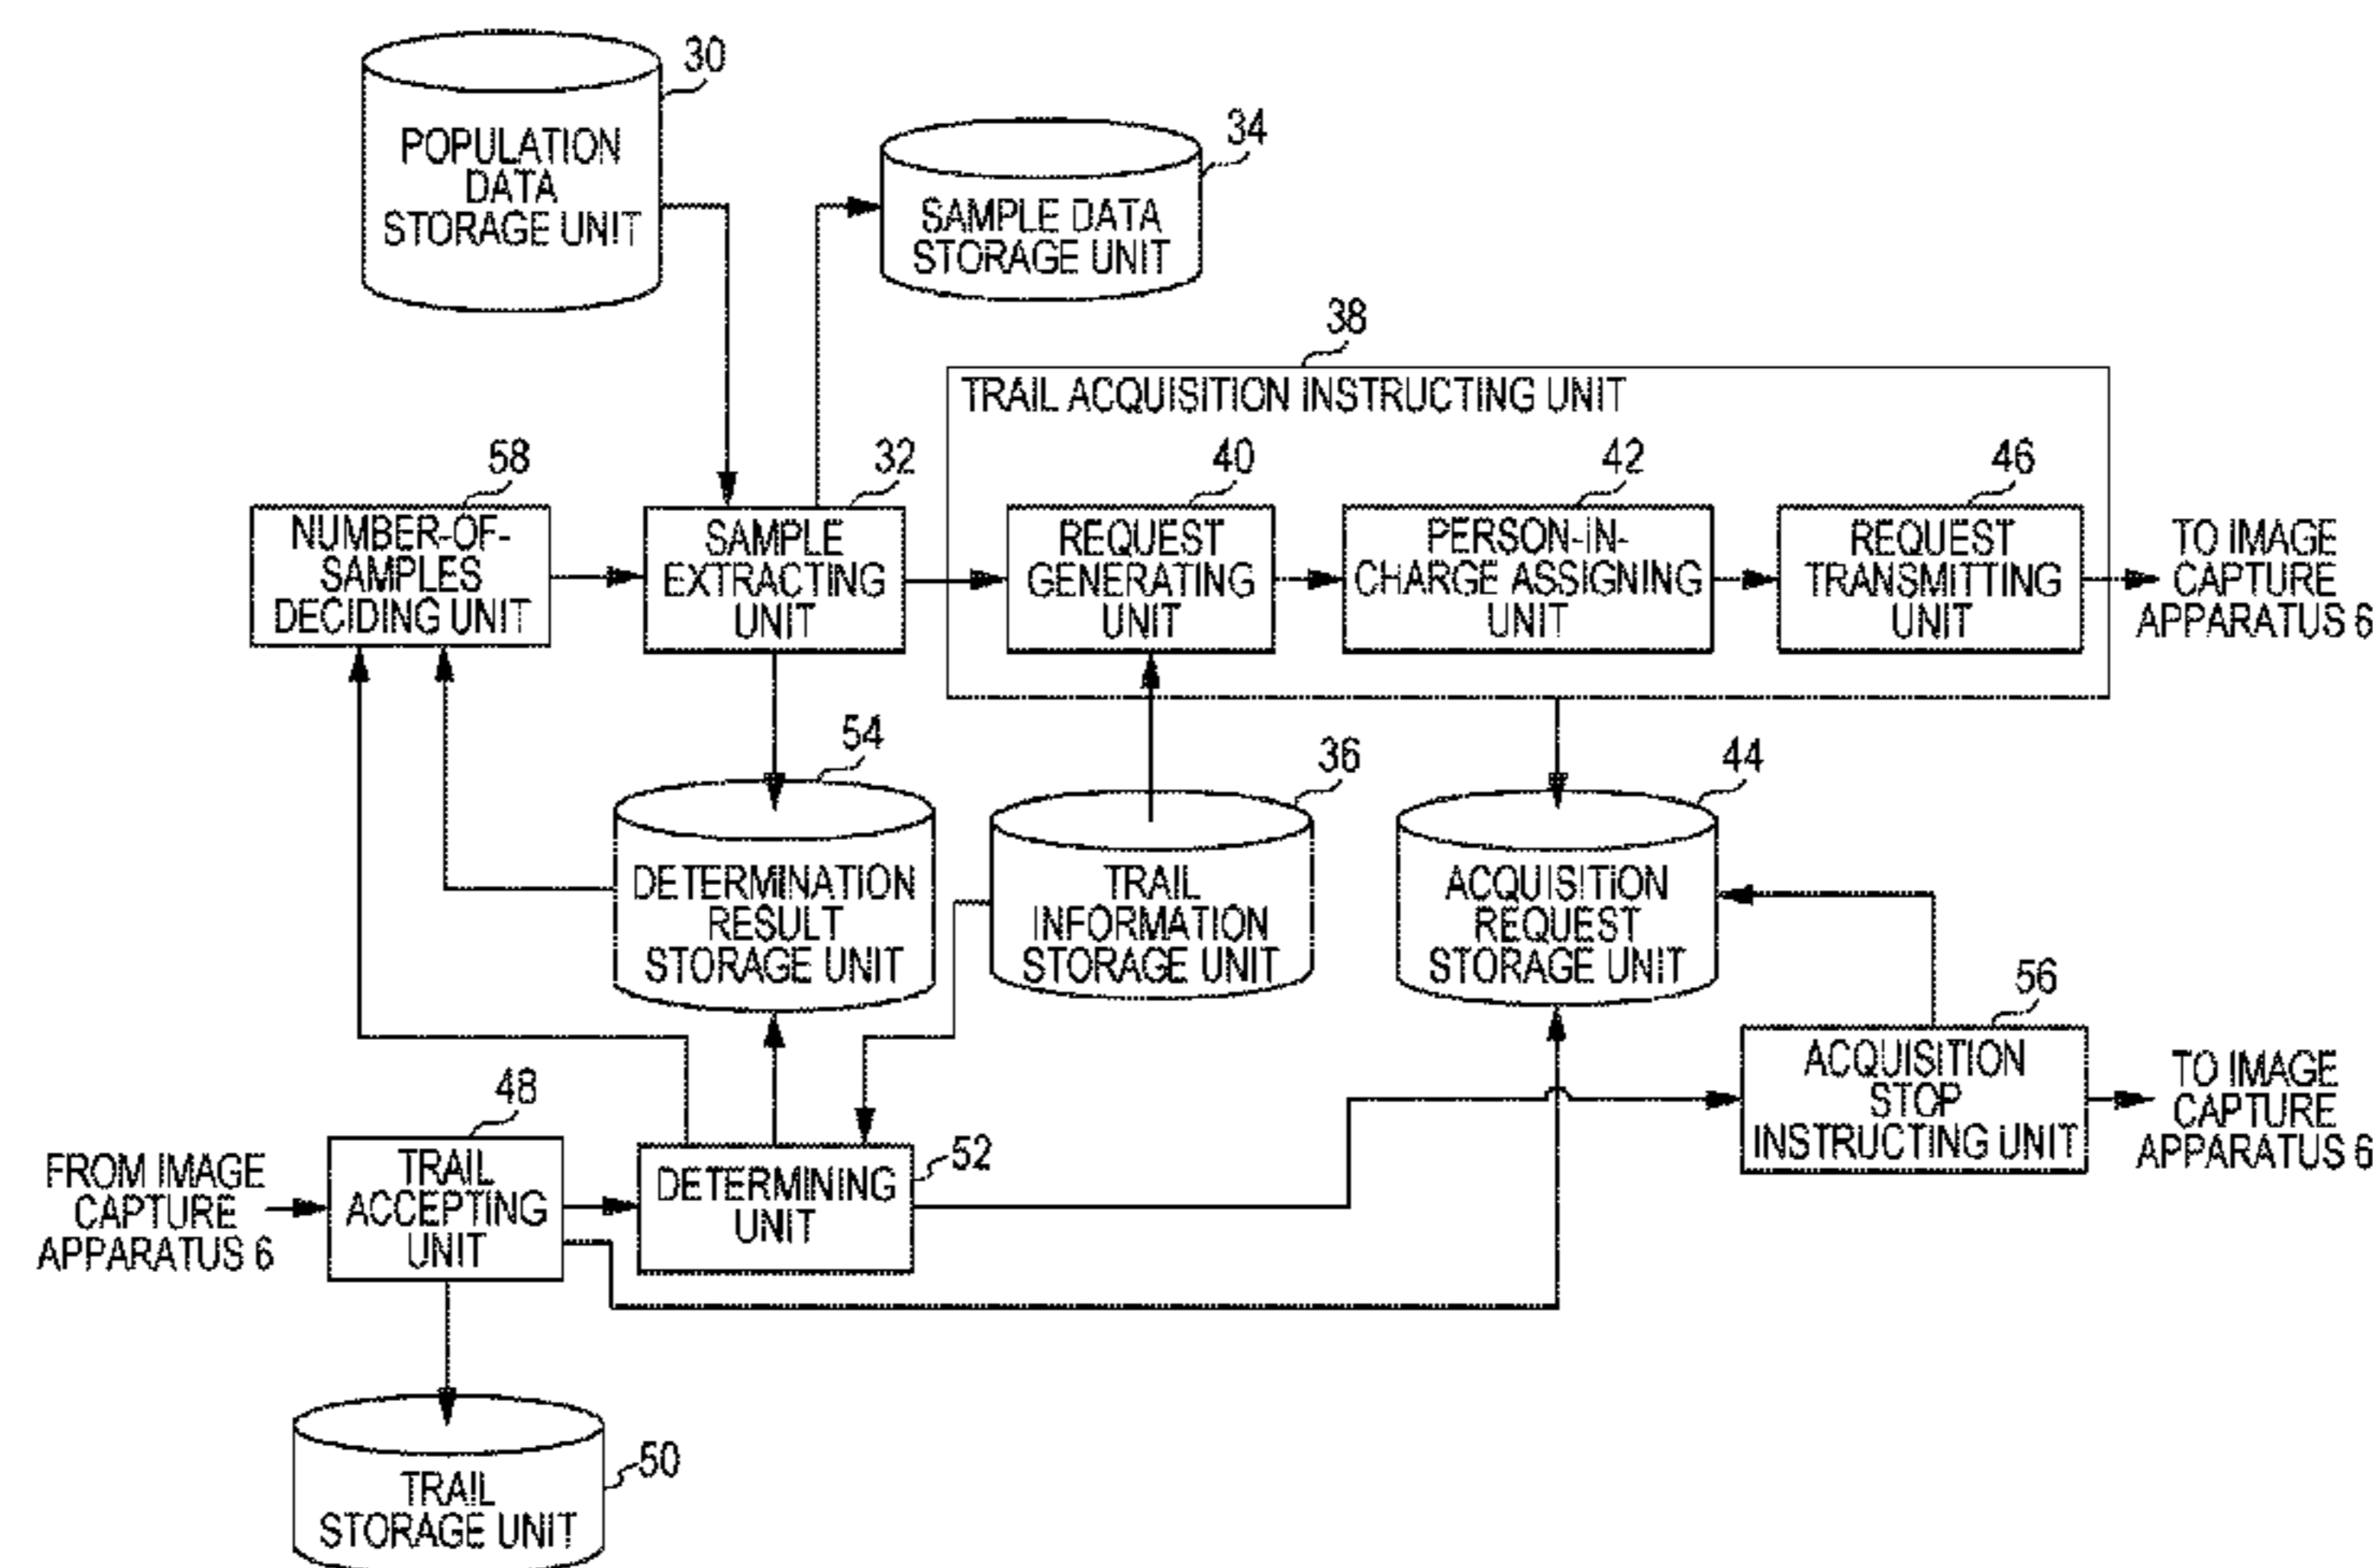 30
POPULATION
DATA
STORAGE UNIT
34
SAMPLE DATA
STORAGE UNIT
38
TRAIL ACQUISITION INSTRUCTING UNIT
58
NUMBER-OF-
SAMPLES
DECIDING UNIT
32
SAMPLE
EXTRACTING
UNIT
40
REQUEST
GENERATING
UNIT
42
PERSON-IN-
CHARGE ASSIGNING
UNIT
46
REQUEST
TRANSMITTING
UNIT
TO IMAGE
CAPTURE
APPARATUS 6
54
DETERMINATION
RESULT
STORAGE UNIT
36
TRAIL
INFORMATION
STORAGE UNIT
44
ACQUISITION
REQUEST
STORAGE UNIT
56
ACQUISITION
STOP
INSTRUCTING UNIT
TO IMAGE
CAPTURE
APPARATUS 6
FROM IMAGE
CAPTURE
APPARATUS 6
48
TRAIL
ACCEPTING
UNIT
52
DETERMINING
UNIT
50
TRAIL
STORAGE UNIT